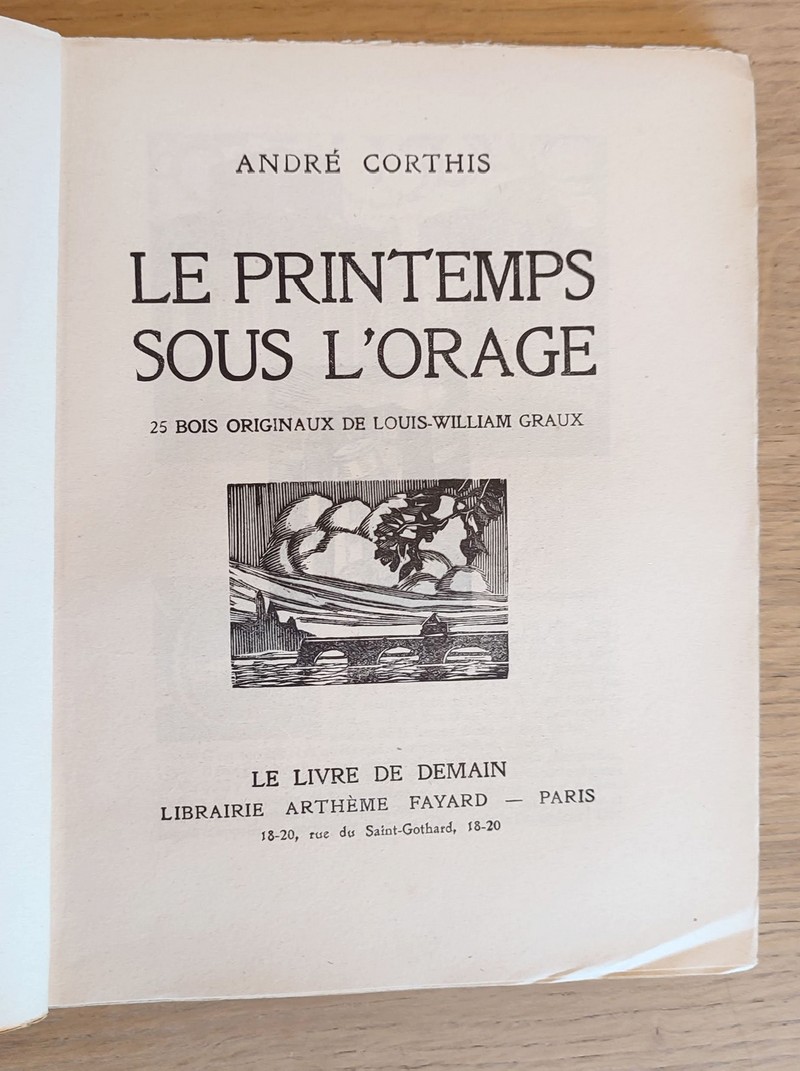 ANDRÉ CORTHIS
LE PRINTEMPS
SOUS L'ORAGE
25 BOIS ORIGINAUX DE LOUIS-WILLIAM GRAUX
LE LIVRE DE DEMAIN
LIBRAIRIE ARTHÈME FAYARD — PARIS
18-20, rue du Saint-Gothard, 18-20